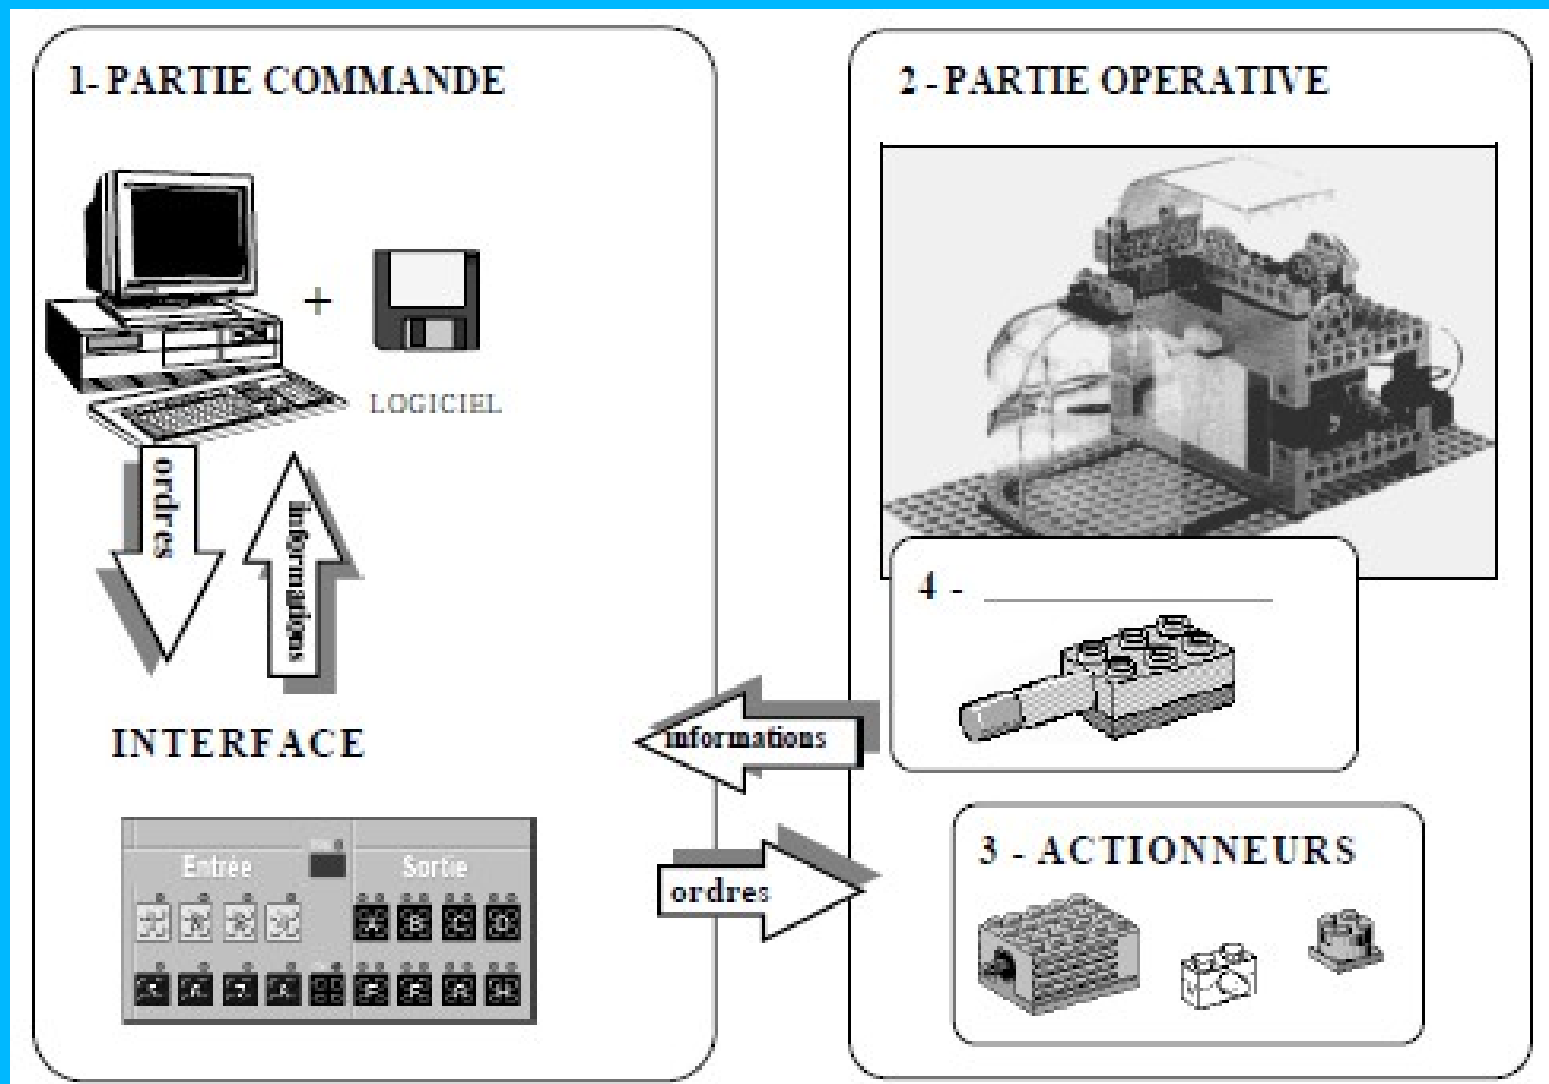 1- PARTIE COMMANDE
+
LOGICIEL
ordres
informations
INTERFACE
Entrée
Sortie
A B C D
informations
ordres
2 - PARTIE OPERATIVE
4 -
3 - ACTIONNEURS